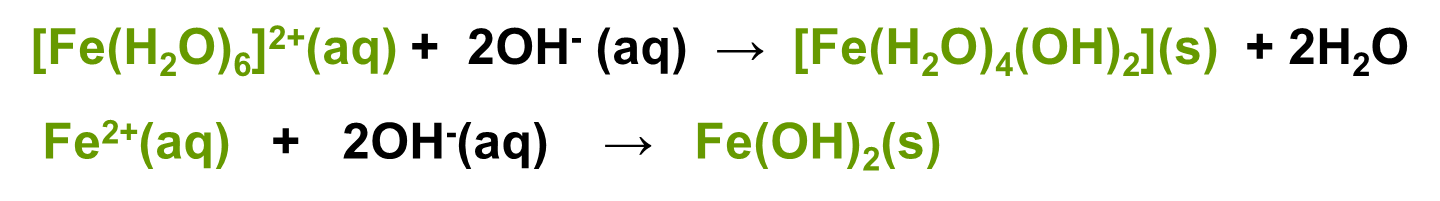 [Fe(H₂O)₆]²⁺(aq) + 2OH⁻ (aq) → [Fe(H₂O)₄(OH)₂](s) + 2H₂O
Fe²⁺(aq) + 2OH⁻(aq) → Fe(OH)₂(s)